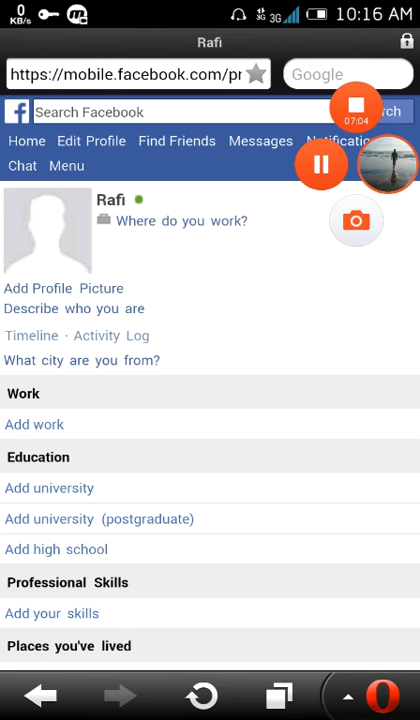 0
KB/s
3G 10:16 AM
Rafi
https://mobile.facebook.com/pr
Google
Search Facebook
07:04
Home Edit Profile Find Friends Messages
Chat Menu
Rafi
Where do you work?
Add Profile Picture
Describe who you are
Timeline · Activity Log
What city are you from?
Work
Add work
Education
Add university
Add university (postgraduate)
Add high school
Professional Skills
Add your skills
Places you've lived